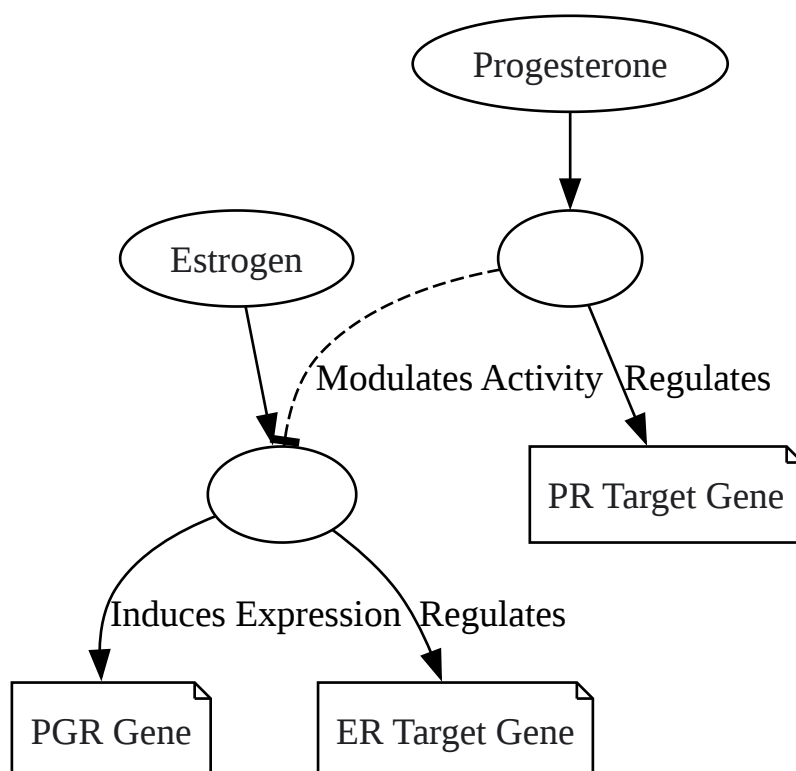 Progesterone
Estrogen
Modulates Activity
Regulates
PR Target Gene
Induces Expression
Regulates
PGR Gene
ER Target Gene